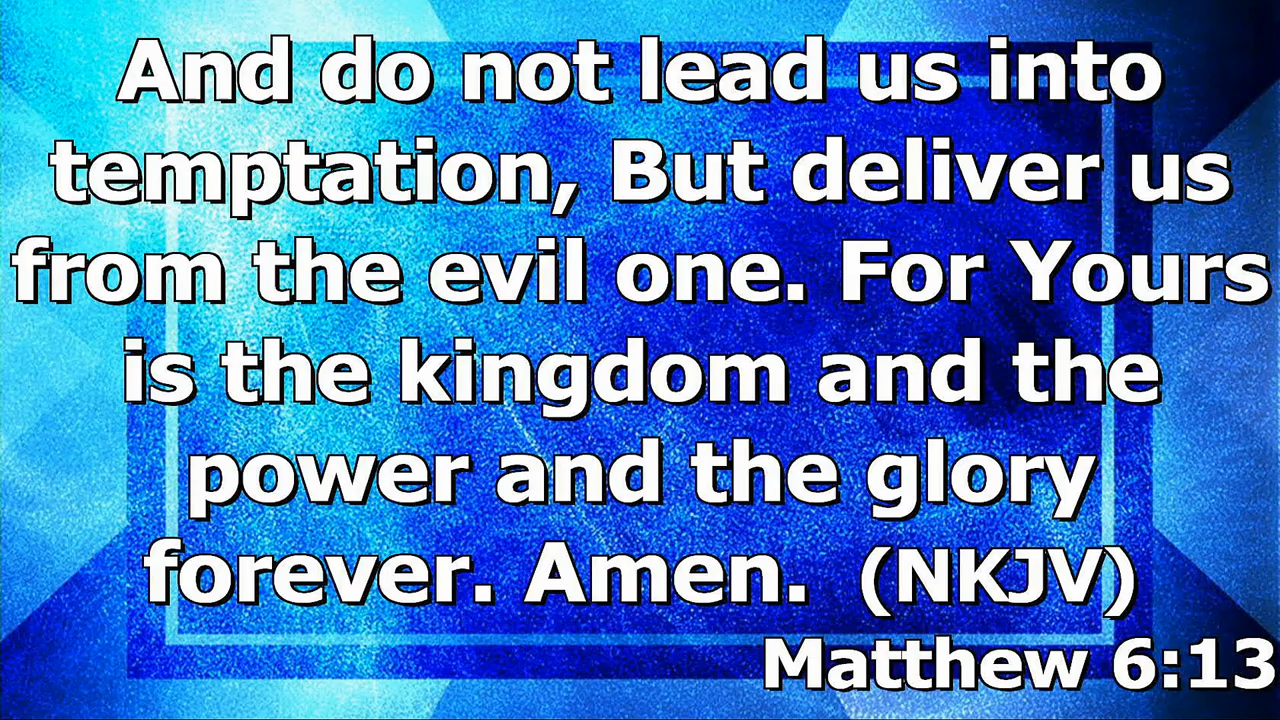 And do not lead us into
temptation, But deliver us
from the evil one. For Yours
is the kingdom and the
power and the glory
forever. Amen.  (NKJV)
Matthew 6:13